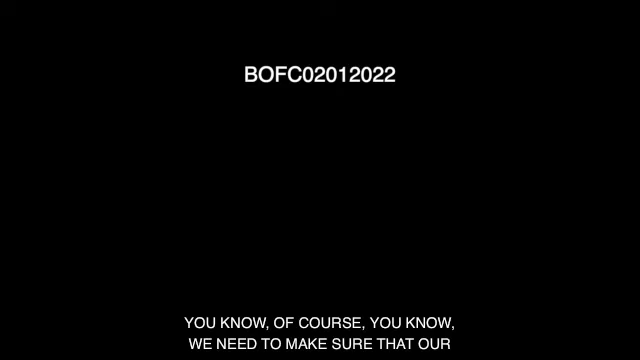 BOFC02012022
YOU KNOW, OF COURSE, YOU KNOW,
WE NEED TO MAKE SURE THAT OUR